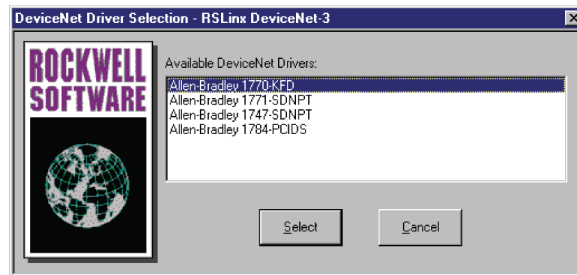 DeviceNet Driver Selection - RSLinx DeviceNet-3
ROCKWELL
SOFTWARE
Available DeviceNet Drivers:
Allen-Bradley 1770-KFD
Allen-Bradley 1771-SDNPT
Allen-Bradley 1747-SDNPT
Allen-Bradley 1784-PCIDS
Select
Cancel